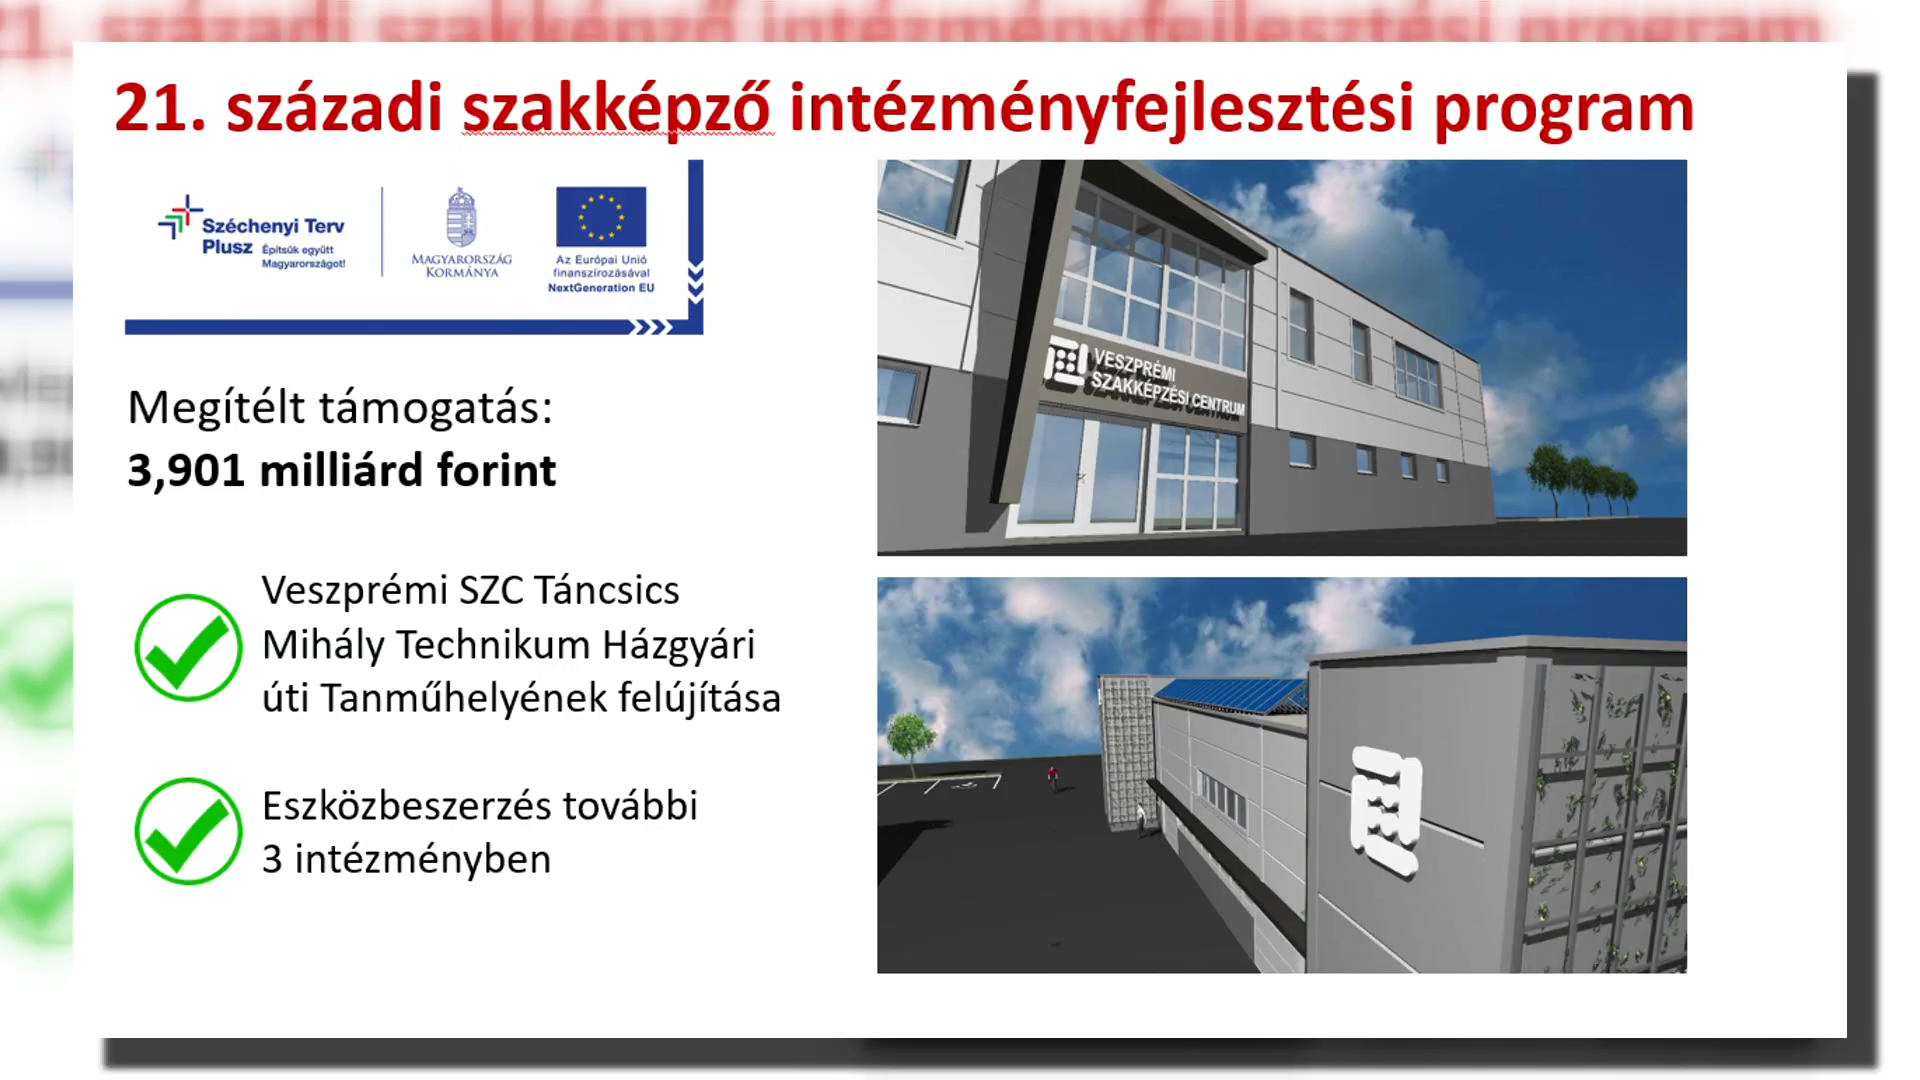 21. századi szakképző intézményfejlesztési program
Széchenyi Terv
Plusz
Építsük együtt
Magyarországot!
MAGYARORSZÁG
KORMÁNYA
Az Európai Unió
finanszírozásával
NextGeneration EU
Megítélt támogatás:
3,901 milliárd forint
Veszprémi SZC Táncsics
Mihály Technikum Házgyári
úti Tanműhelyének felújítása
Eszközbeszerzés további
3 intézményben
VESZPRÉMI
SZAKKÉPZÉSI CENTRUM